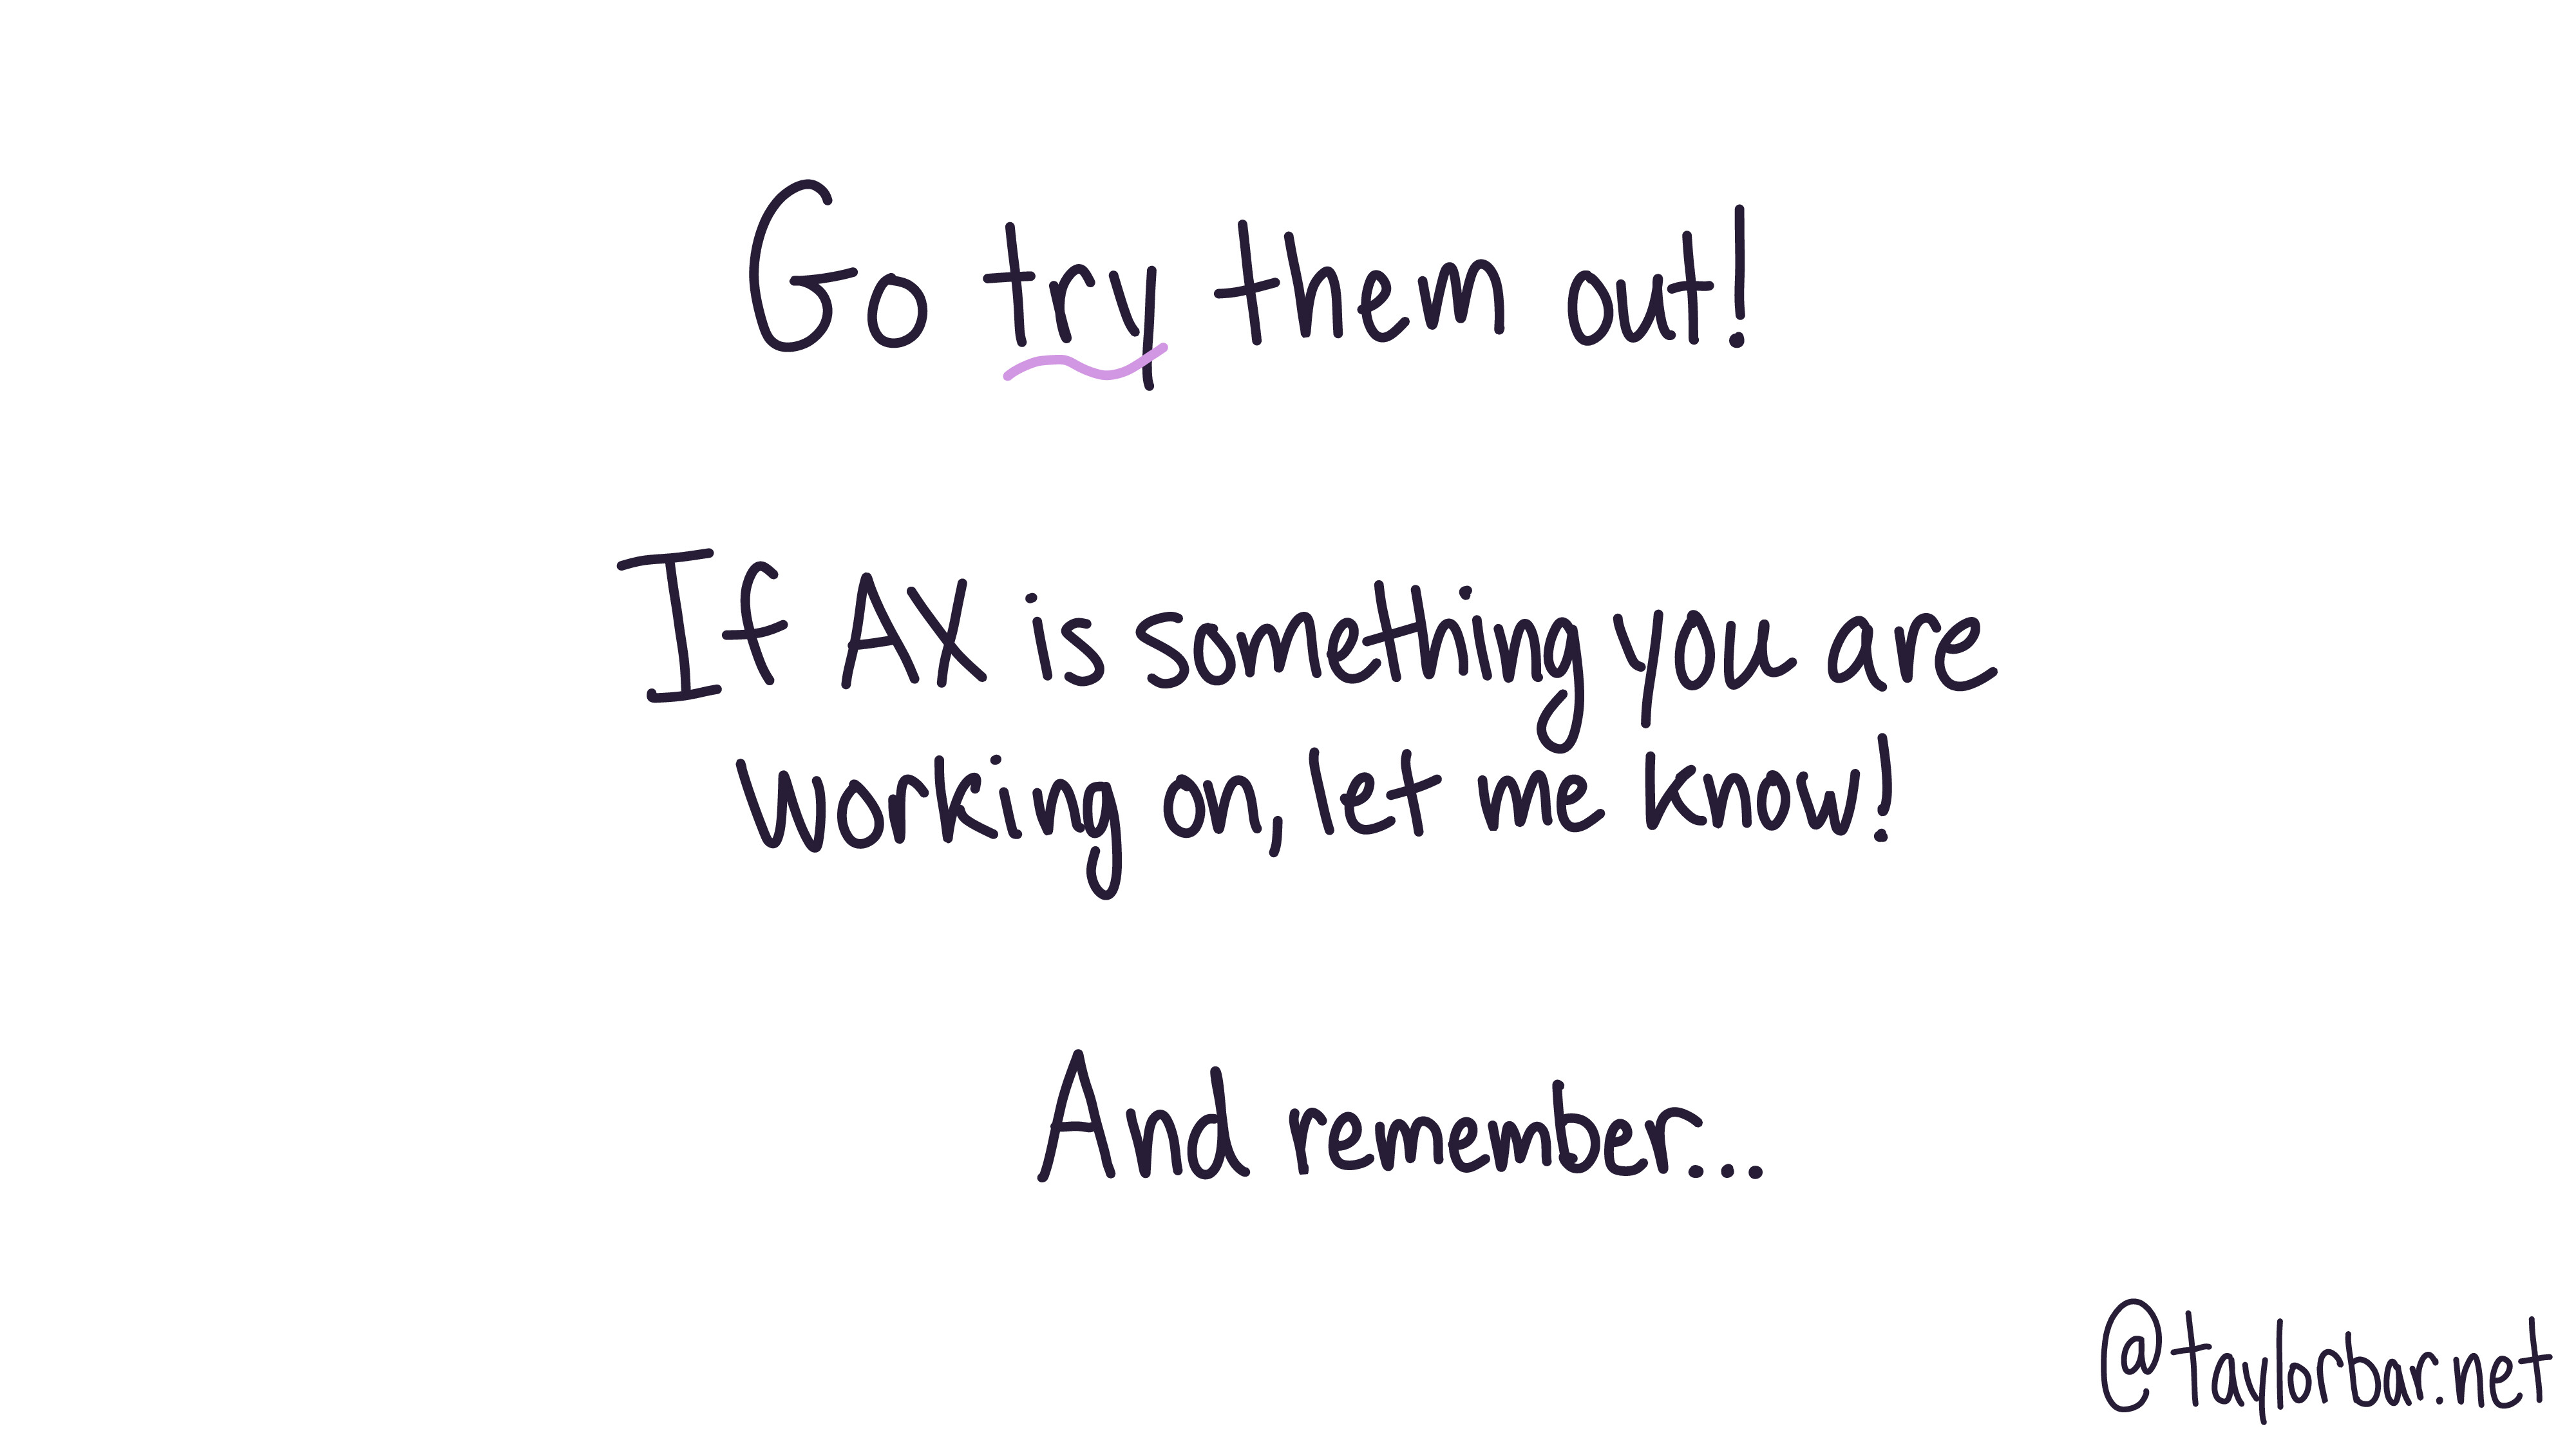 Go try them out!
If AX is something you are
working on, let me know!
And remember...
@taylorbar.net